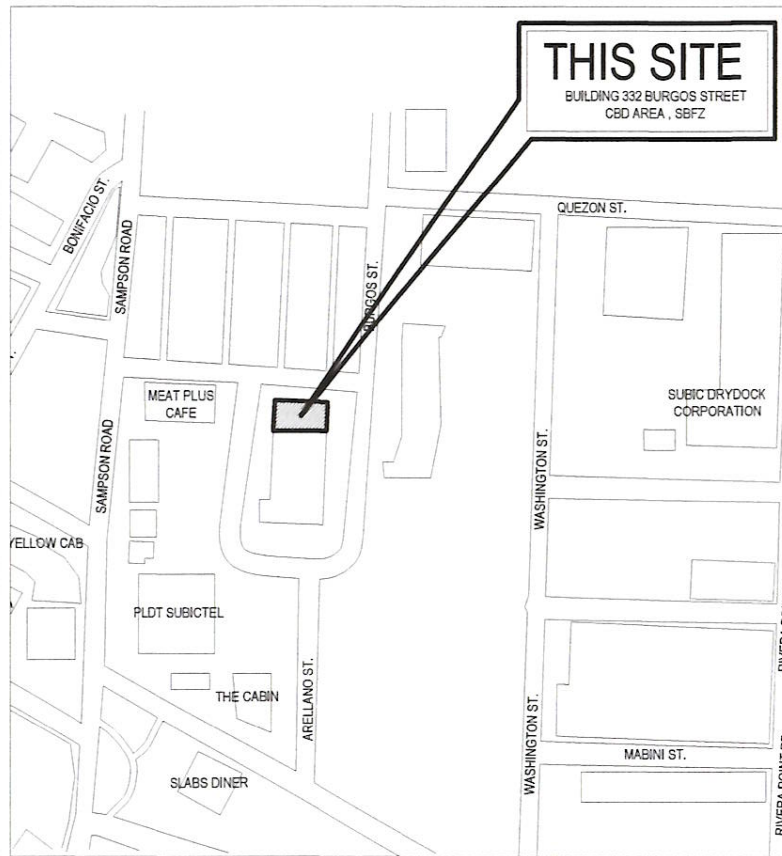 THIS SITE
BUILDING 332 BURGOS STREET
CBD AREA , SBFZ
QUEZON ST.
BONIFACIO ST.
SAMPSON ROAD
BURGOS ST.
MEAT PLUS
CAFE
SUBIC DRYDOCK
CORPORATION
SAMPSON ROAD
WASHINGTON ST.
YELLOW CAB
PLDT SUBICTEL
THE CABIN
ARELLANO ST.
WASHINGTON ST.
MABINI ST.
SLABS DINER